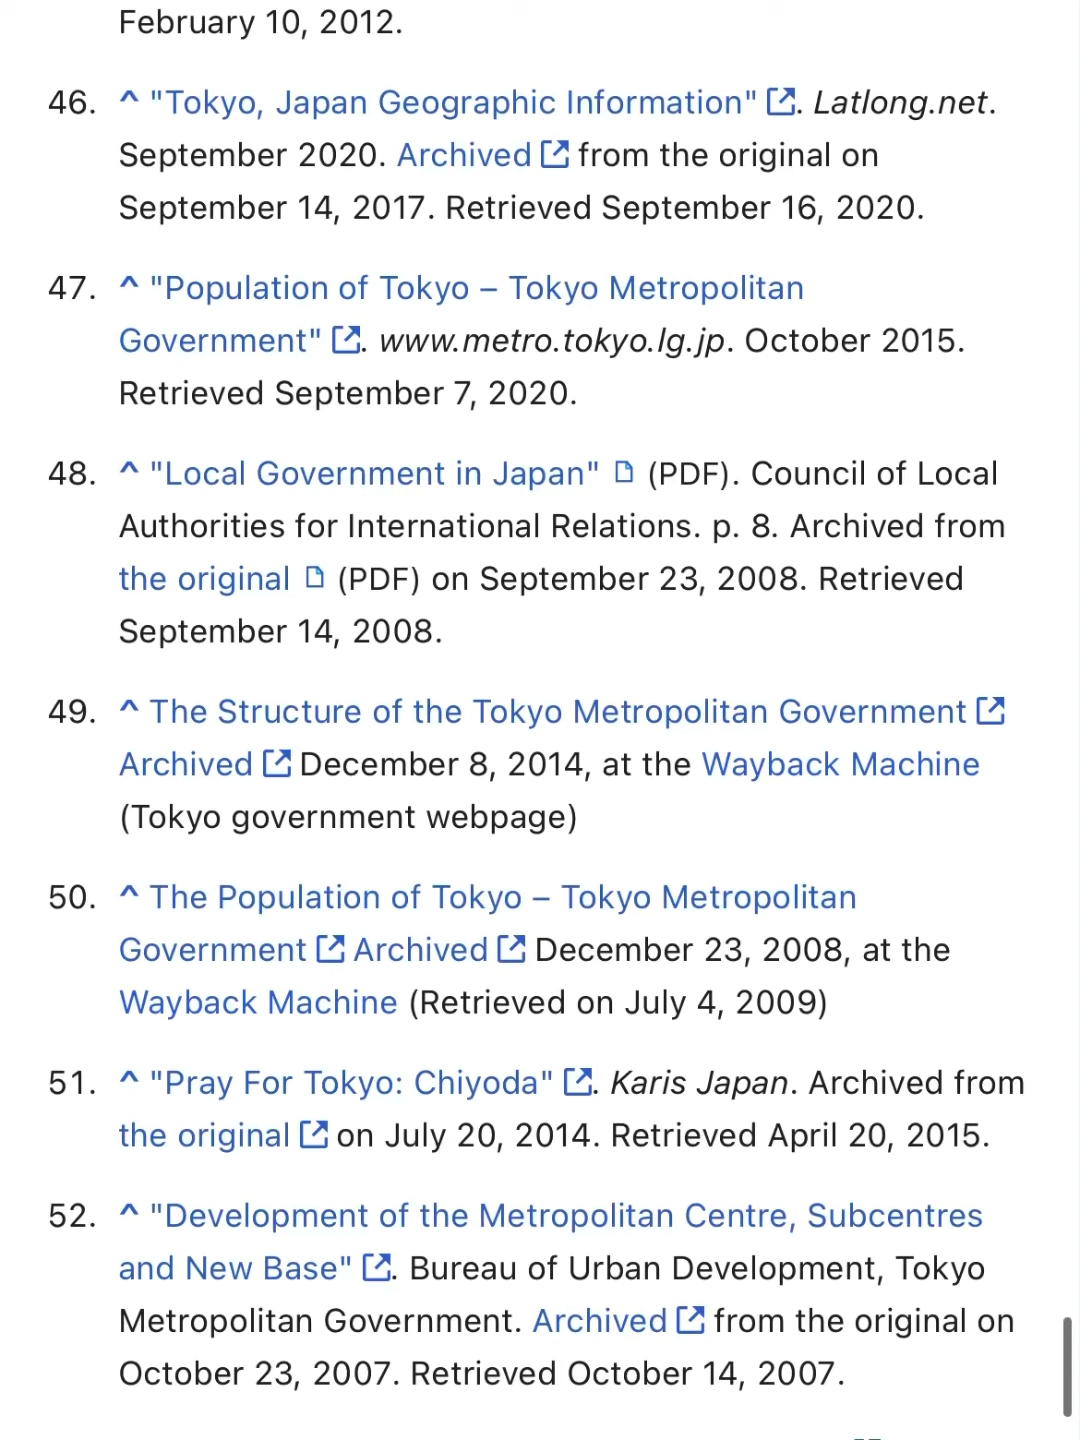 February 10, 2012.
46. ^ "Tokyo, Japan Geographic Information". Latlong.net.
September 2020. Archived from the original on
September 14, 2017. Retrieved September 16, 2020.
47. ^ "Population of Tokyo – Tokyo Metropolitan
Government". www.metro.tokyo.lg.jp. October 2015.
Retrieved September 7, 2020.
48. ^ "Local Government in Japan" (PDF). Council of Local
Authorities for International Relations. p. 8. Archived from
the original (PDF) on September 23, 2008. Retrieved
September 14, 2008.
49. ^ The Structure of the Tokyo Metropolitan Government
Archived December 8, 2014, at the Wayback Machine
(Tokyo government webpage)
50. ^ The Population of Tokyo – Tokyo Metropolitan
Government Archived December 23, 2008, at the
Wayback Machine (Retrieved on July 4, 2009)
51. ^ "Pray For Tokyo: Chiyoda". Karis Japan. Archived from
the original on July 20, 2014. Retrieved April 20, 2015.
52. ^ "Development of the Metropolitan Centre, Subcentres
and New Base". Bureau of Urban Development, Tokyo
Metropolitan Government. Archived from the original on
October 23, 2007. Retrieved October 14, 2007.